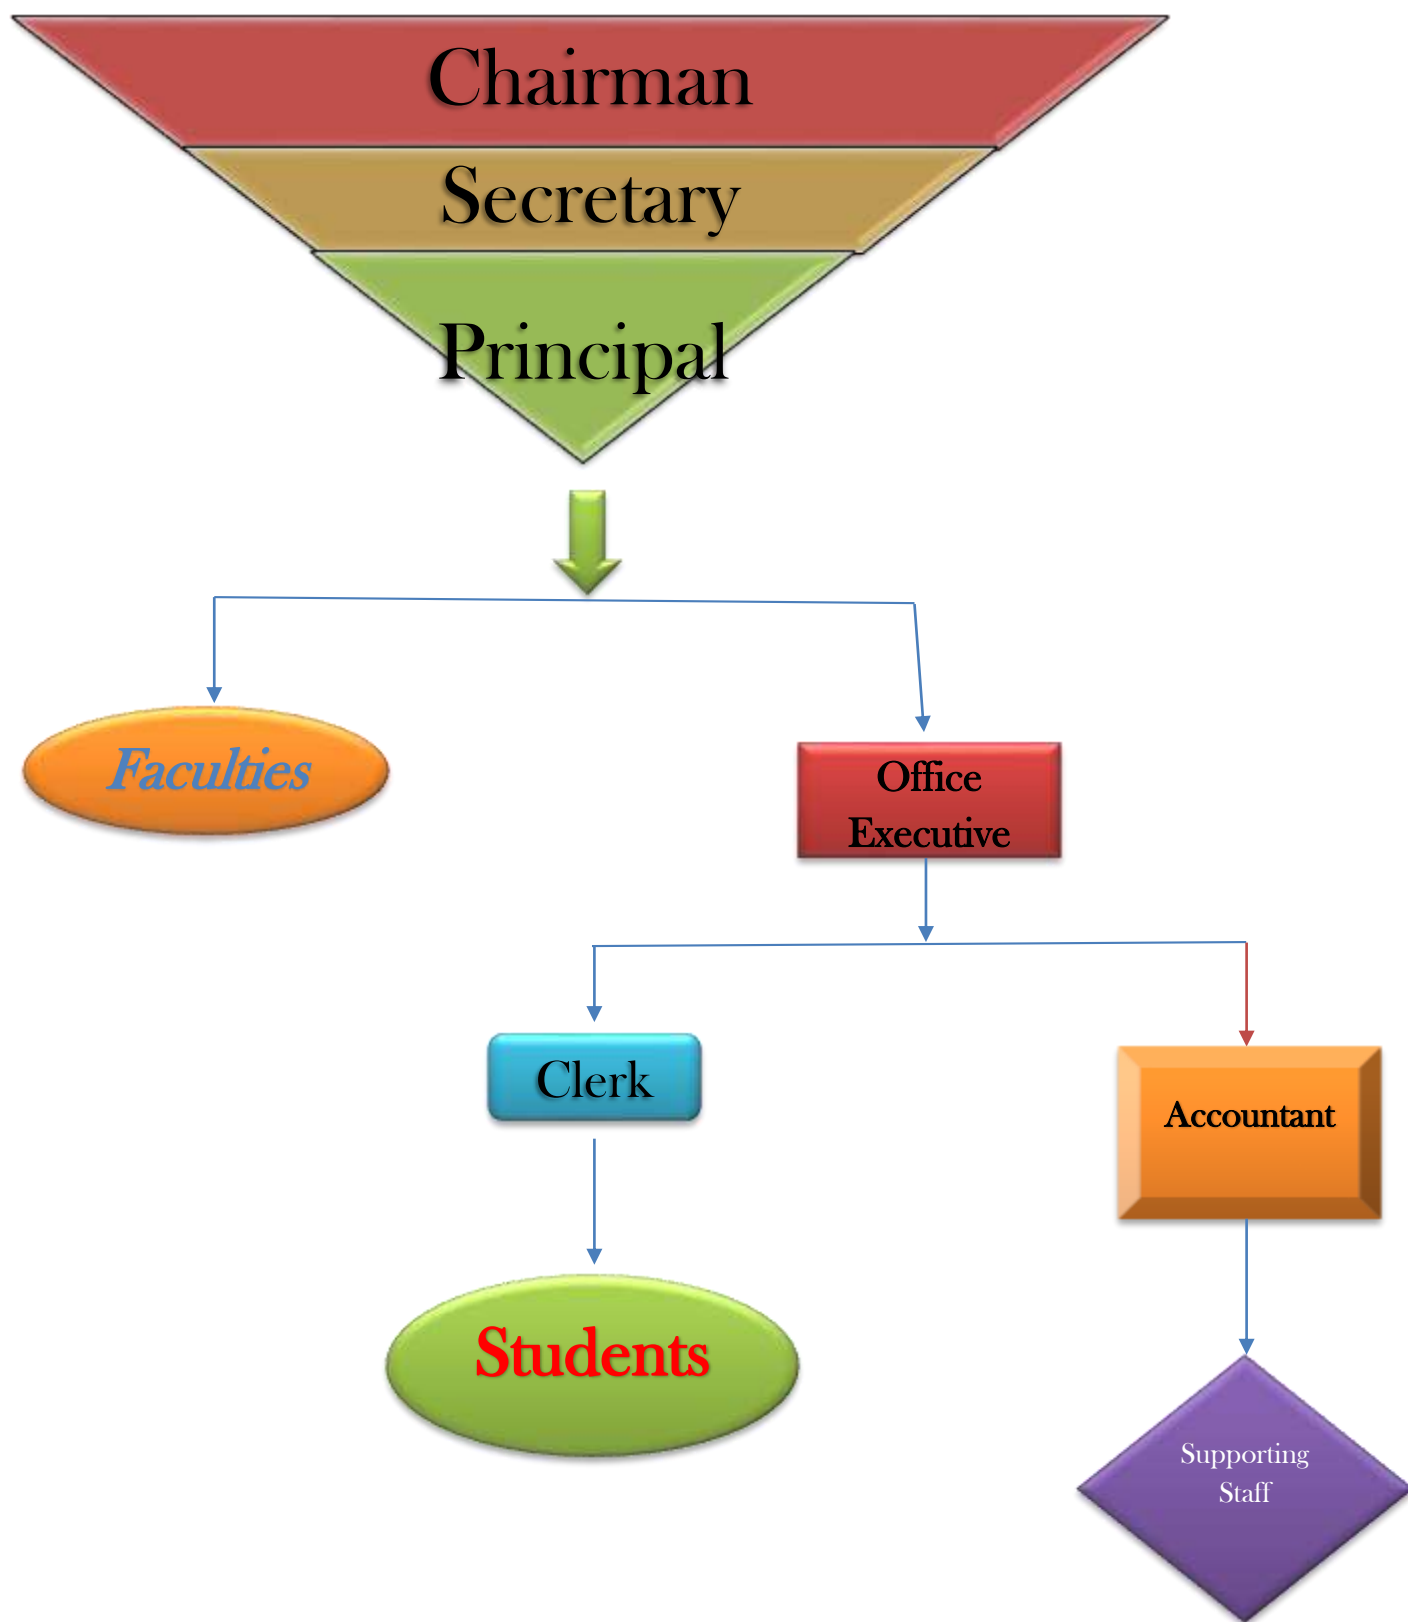 Chairman
Secretary
Principal
Faculties
Office
Executive
Clerk
Accountant
Students
Supporting
Staff